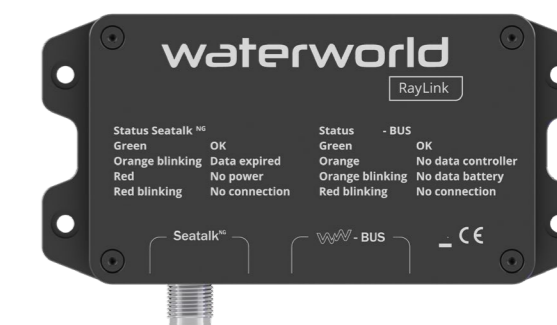 waterworld
RayLink
Status Seatalk NG
Green OK
Orange blinking Data expired
Red No power
Red blinking No connection
Status - BUS
Green OK
Orange No data controller
Orange blinking No data battery
Red blinking No connection
Seatalk NG
WW - BUS
CE